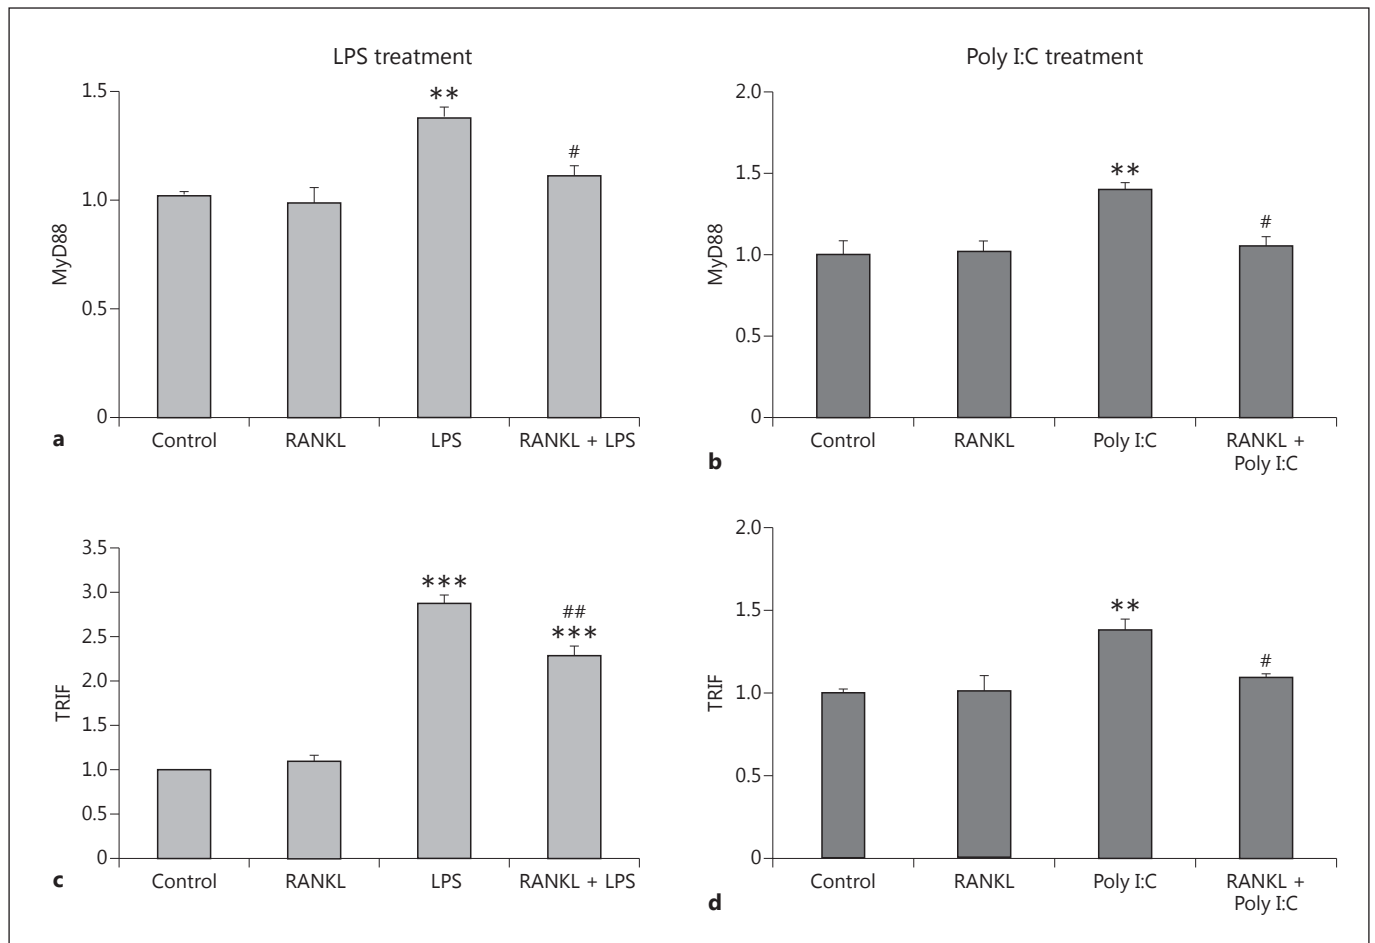 LPS treatment
1.5
1.0
0.5
0
MyD88
**
#
Control RANKL LPS RANKL + LPS
a
Poly I:C treatment
2.0
1.5
1.0
0.5
0
MyD88
**
#
Control RANKL Poly I:C RANKL +
Poly I:C
b
3.5
3.0
2.5
2.0
1.5
1.0
0.5
0
TRIF
***
##
***
Control RANKL LPS RANKL + LPS
c
2.0
1.5
1.0
0.5
0
TRIF
**
#
Control RANKL Poly I:C RANKL +
Poly I:C
d